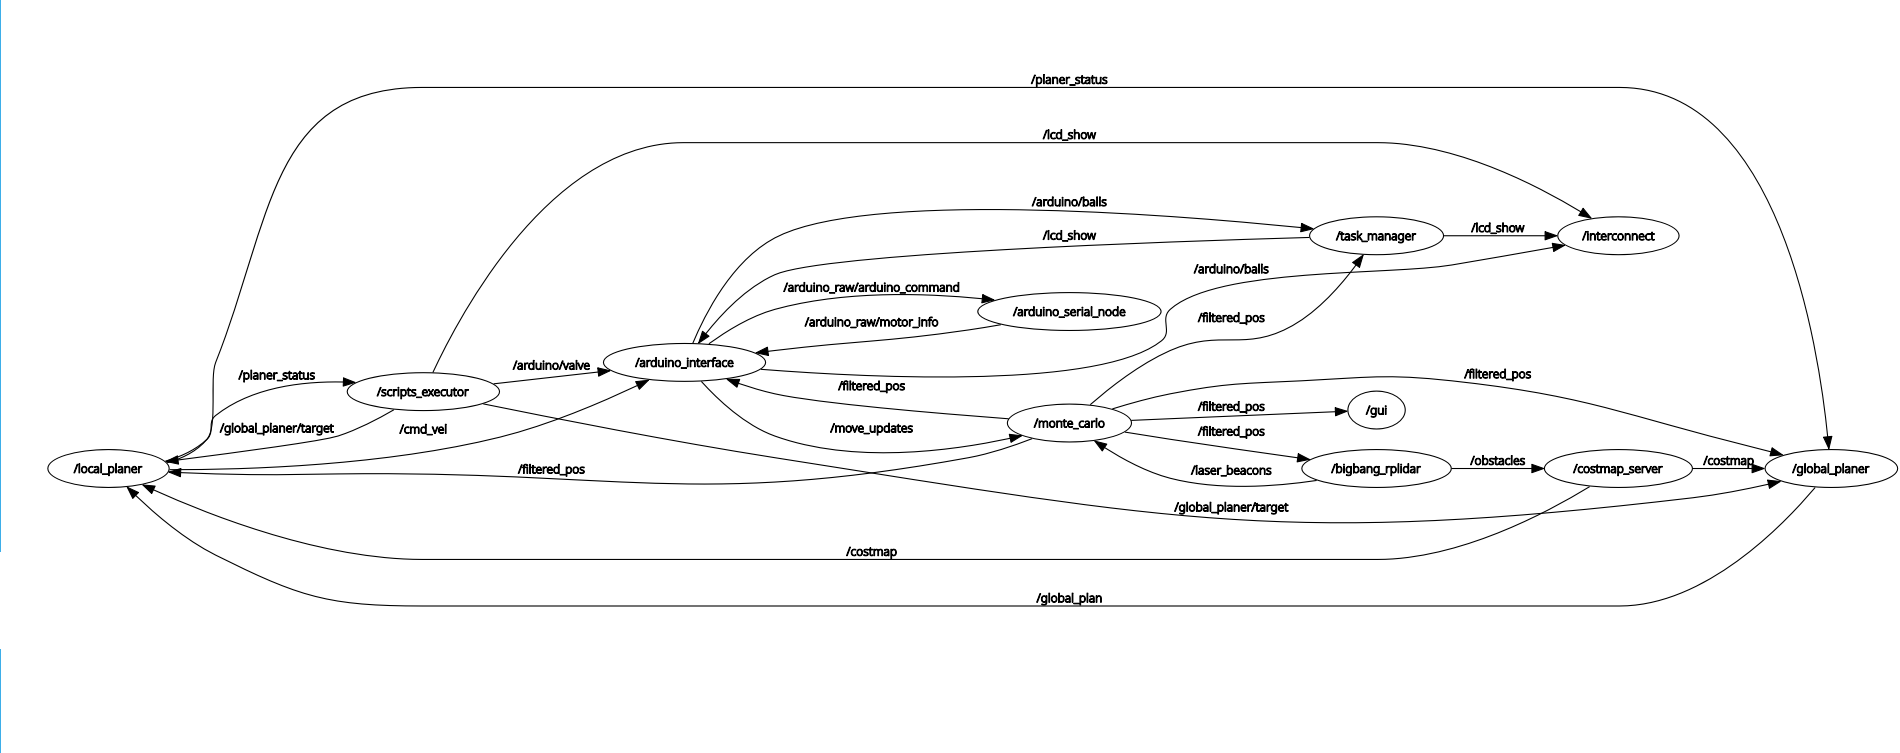 /planer_status
/lcd_show
/arduino/balls
/lcd_show
/task_manager
/lcd_show
/interconnect
/arduino/balls
/arduino_raw/arduino_command
/arduino_serial_node
/arduino_raw/motor_info
/filtered_pos
/arduino_interface
/arduino/valve
/planer_status
/scripts_executor
/filtered_pos
/filtered_pos
/filtered_pos
/gui
/global_planer/target
/cmd_vel
/move_updates
/monte_carlo
/filtered_pos
/local_planer
/filtered_pos
/laser_beacons
/bigbang_rplidar
/obstacles
/costmap_server
/costmap
/global_planer
/global_planer/target
/costmap
/global_plan